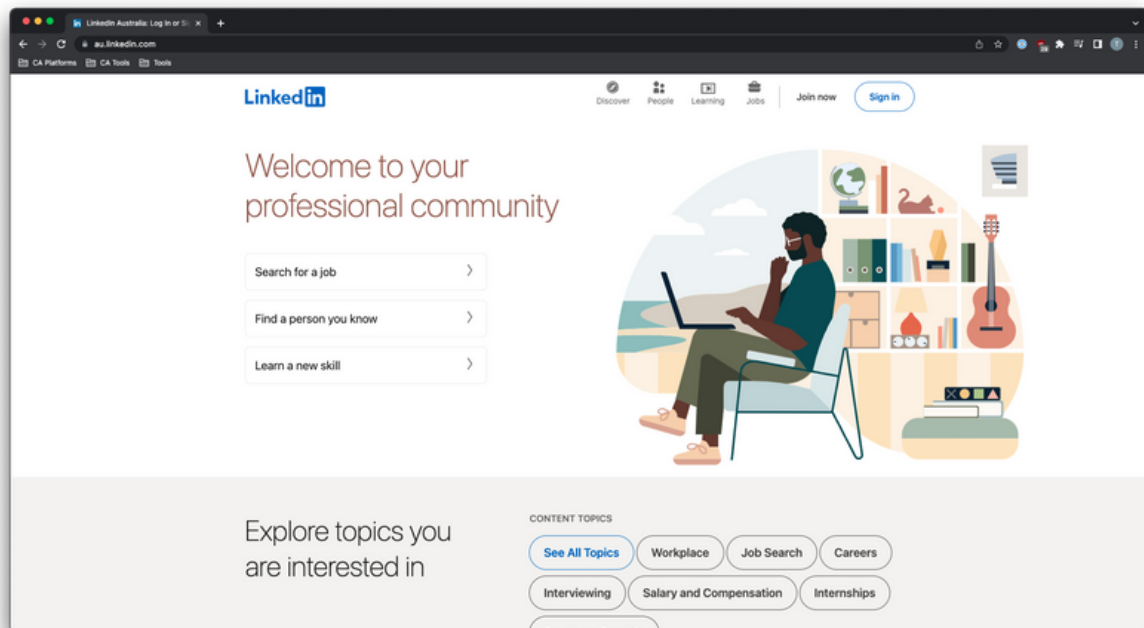 LinkedIn Australia: Log In or Si
au.linkedin.com
CA Platforms CA Tools Tools
Linked in
Discover People Learning Jobs Join now Sign in
Welcome to your
professional community
Search for a job
Find a person you know
Learn a new skill
Explore topics you
are interested in
CONTENT TOPICS
See All Topics Workplace Job Search Careers
Interviewing Salary and Compensation Internships